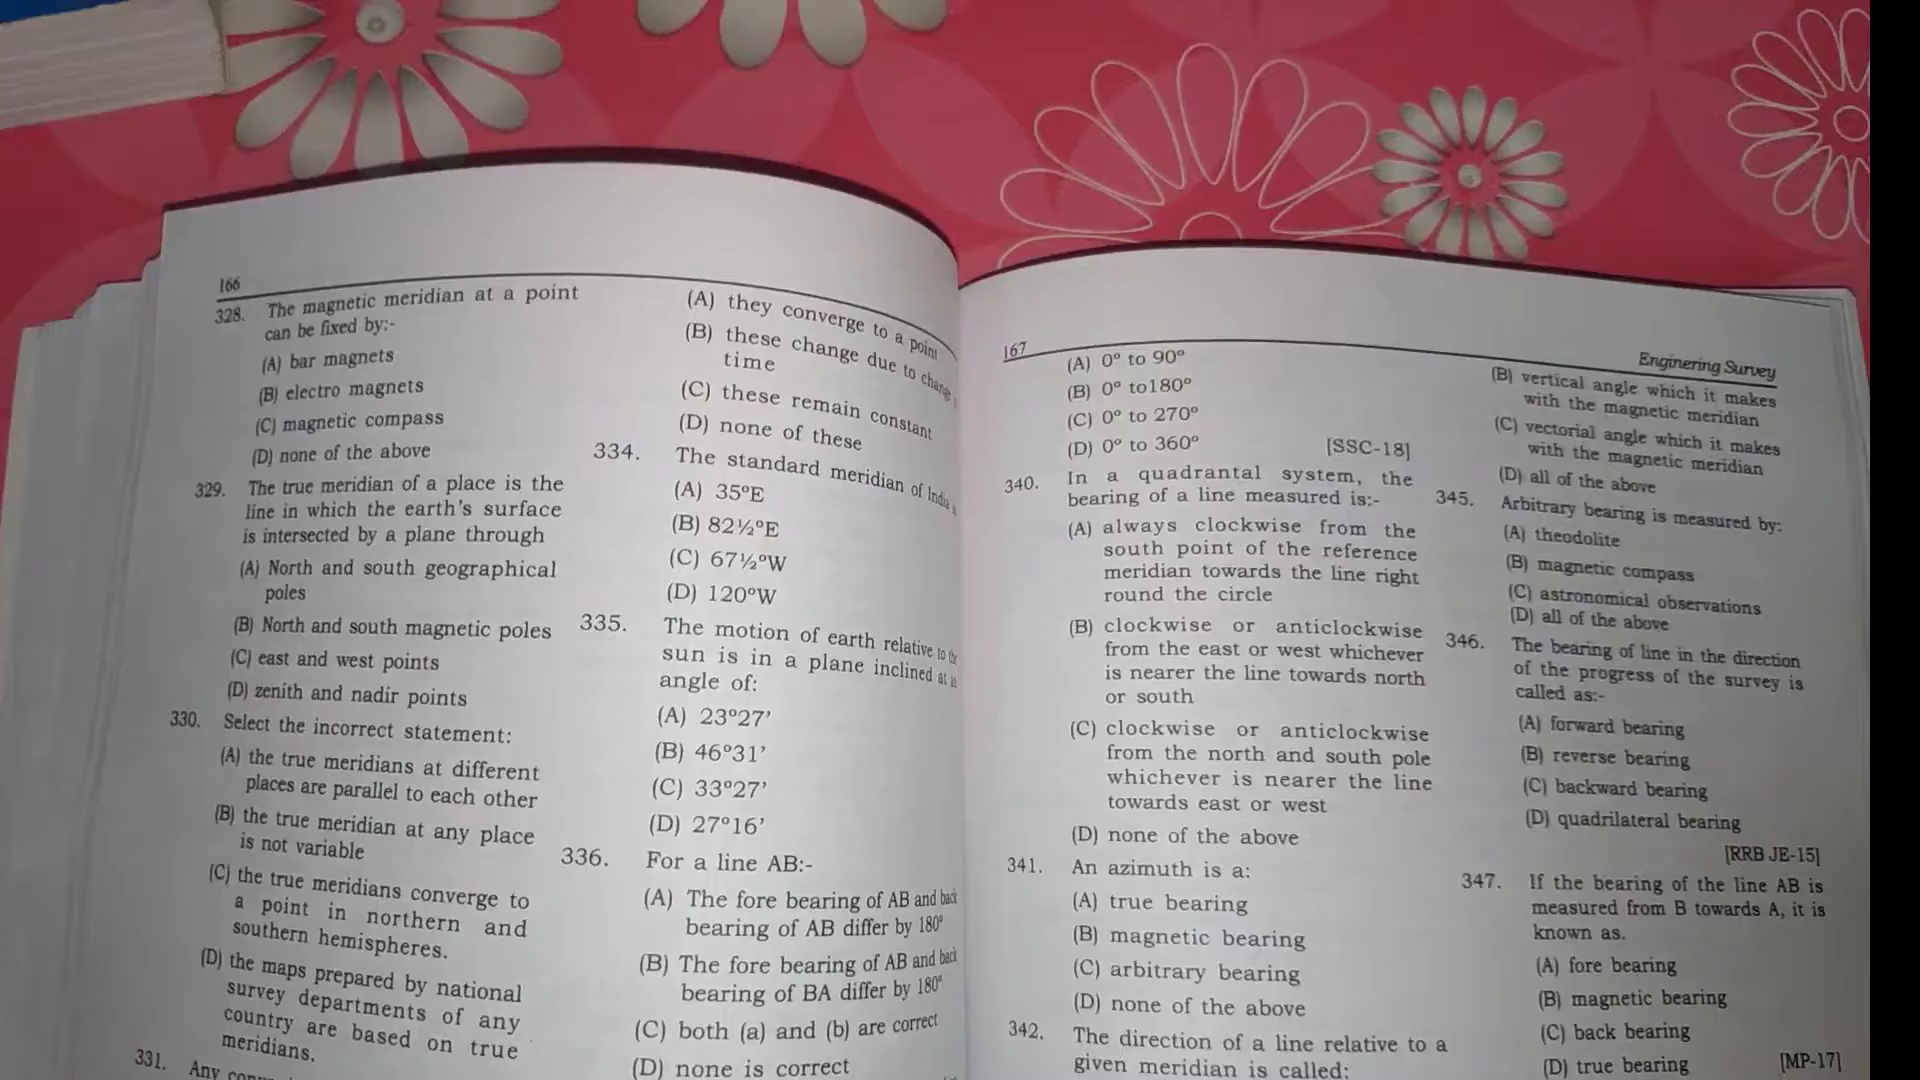 166
328. The magnetic meridian at a point
can be fixed by:-
(A) bar magnets
(B) electro magnets
(C) magnetic compass
(D) none of the above
329. The true meridian of a place is the
line in which the earth's surface
is intersected by a plane through
(A) North and south geographical
poles
(B) North and south magnetic poles
(C) east and west points
(D) zenith and nadir points
330. Select the incorrect statement:
(A) the true meridians at different
places are parallel to each other
(B) the true meridian at any place
is not variable
(C) the true meridians converge to
a point in northern and
southern hemispheres.
(D) the maps prepared by national
survey departments of any
country are based on true
meridians.
331. Any
(A) they converge to a point
(B) these change due to change
time
(C) these remain constant
(D) none of these
334. The standard meridian of India
(A) 35°E
(B) 82½°E
(C) 67½°W
(D) 120°W
335. The motion of earth relative to the
sun is in a plane inclined at
angle of:
(A) 23°27'
(B) 46°31'
(C) 33°27'
(D) 27°16'
336. For a line AB:-
(A) The fore bearing of AB and back
bearing of AB differ by 180°
(B) The fore bearing of AB and back
bearing of BA differ by 180°
(C) both (a) and (b) are correct
(D) none is correct
167
Enginering Survey
(A) 0° to 90°
(B) 0° to180°
(C) 0° to 270°
(D) 0° to 360° [SSC-18]
340. In a quadrantal system, the
bearing of a line measured is:-
(A) always clockwise from the
south point of the reference
meridian towards the line right
round the circle
(B) clockwise or anticlockwise
from the east or west whichever
is nearer the line towards north
or south
(C) clockwise or anticlockwise
from the north and south pole
whichever is nearer the line
towards east or west
(D) none of the above
341. An azimuth is a:
(A) true bearing
(B) magnetic bearing
(C) arbitrary bearing
(D) none of the above
342. The direction of a line relative to a
given meridian is called:
(B) vertical angle which it makes
with the magnetic meridian
(C) vectorial angle which it makes
with the magnetic meridian
(D) all of the above
345. Arbitrary bearing is measured by:
(A) theodolite
(B) magnetic compass
(C) astronomical observations
(D) all of the above
346. The bearing of line in the direction
of the progress of the survey is
called as:-
(A) forward bearing
(B) reverse bearing
(C) backward bearing
(D) quadrilateral bearing
[RRB JE-15]
347. If the bearing of the line AB is
measured from B towards A, it is
known as.
(A) fore bearing
(B) magnetic bearing
(C) back bearing
(D) true bearing [MP-17]